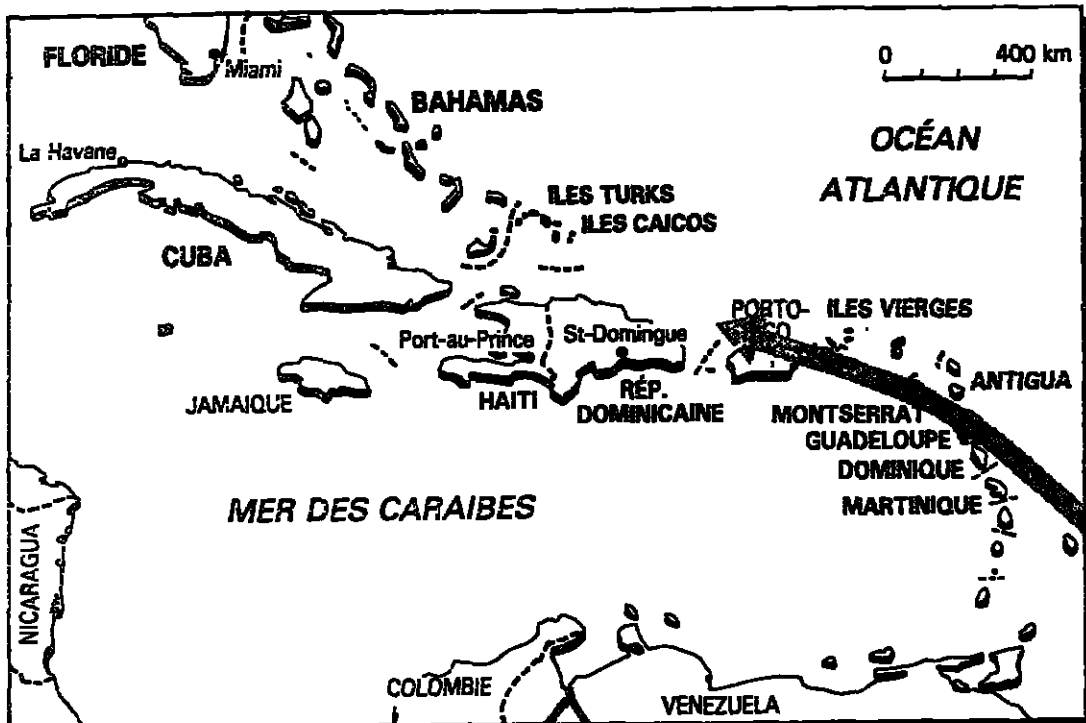 FLORIDE
Miami
0 400 km
BAHAMAS
OCÉAN
ATLANTIQUE
La Havane
ILES TURKS
ILES CAICOS
CUBA
PORTO-
ILES VIERGES
Port-au-Prince
St-Domingue
JAMAIQUE
HAITI
RÉP.
DOMINICAINE
ANTIGUA
MONTSERRAT
GUADELOUPE
DOMINIQUE
MARTINIQUE
MER DES CARAIBES
NICARAGUA
COLOMBIE
VENEZUELA